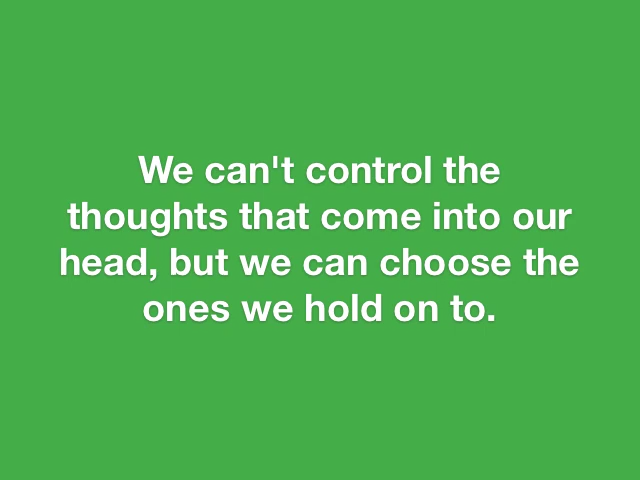 We can't control the
thoughts that come into our
head, but we can choose the
ones we hold on to.